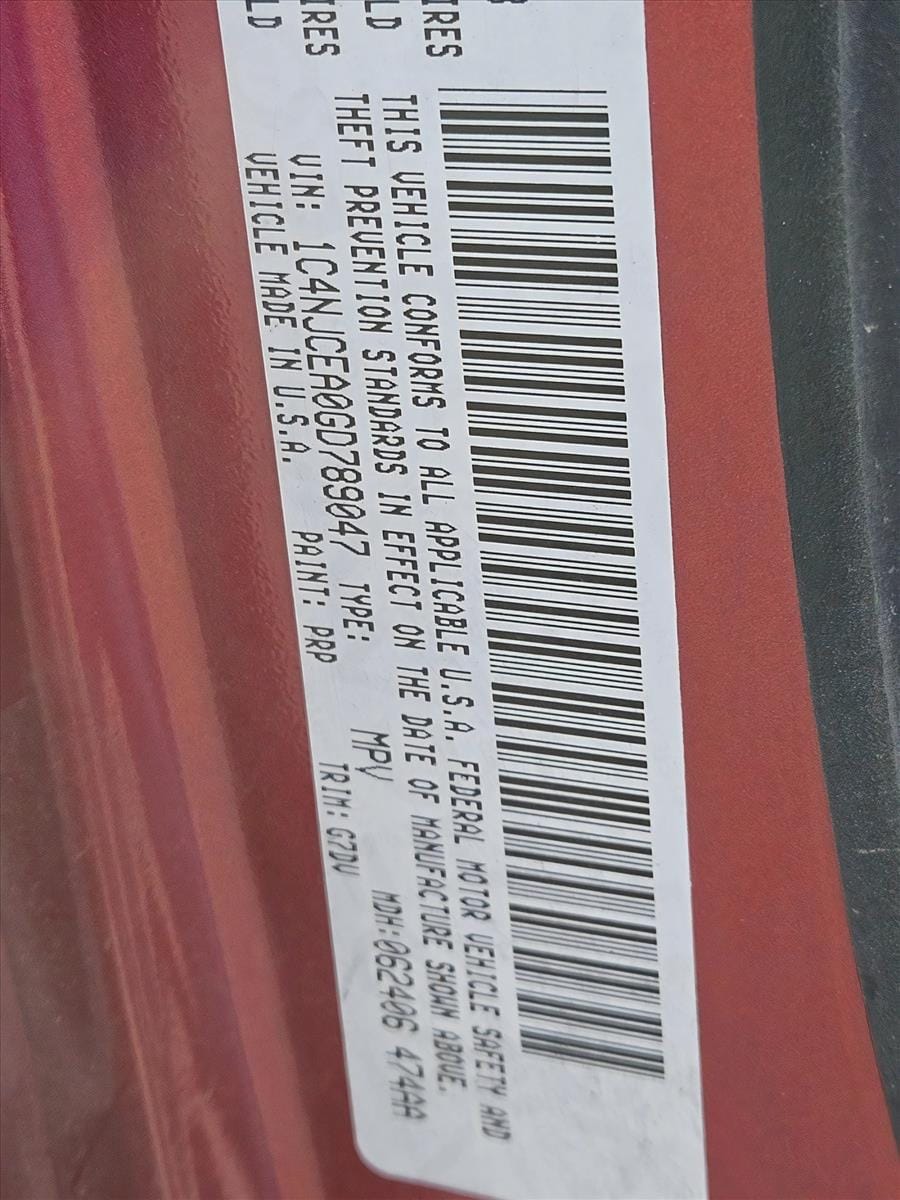 IRES
LD
IRES
LD
THIS VEHICLE CONFORMS TO ALL APPLICABLE U.S.A. FEDERAL MOTOR VEHICLE SAFETY AND
THEFT PREVENTION STANDARDS IN EFFECT ON THE DATE OF MANUFACTURE SHOWN ABOVE.
VIN: 1C4NJCEA0GD789047 TYPE: MPV MDH:062406 474AA
VEHICLE MADE IN U.S.A. PAINT: PRP TRIM: G7DV